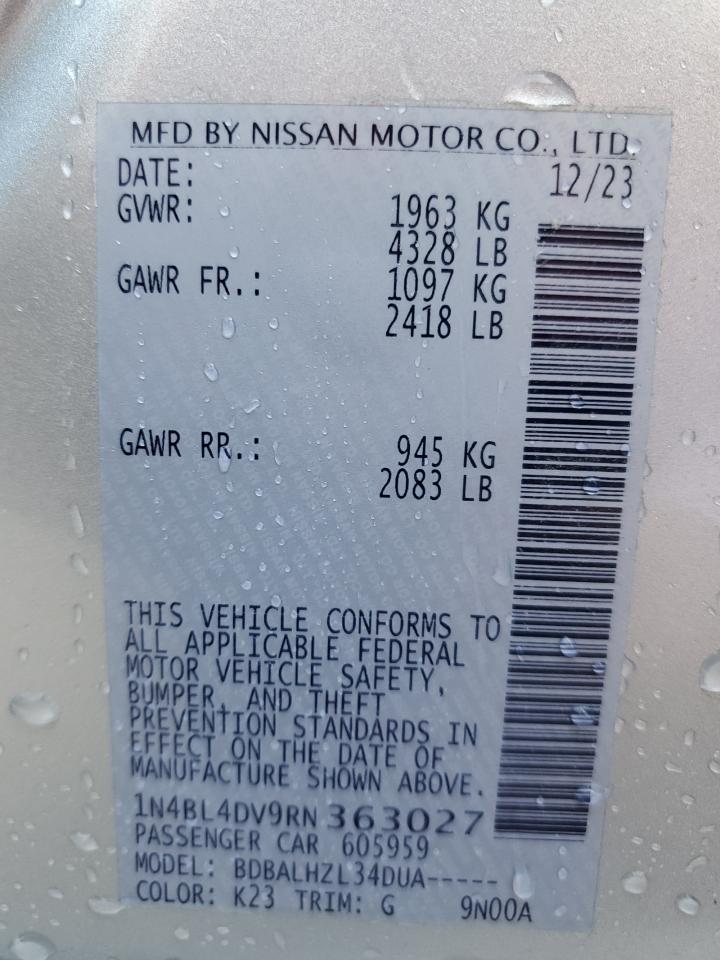 MFD BY NISSAN MOTOR CO., LTD.
DATE: 12/23
GVWR: 1963 KG
4328 LB
GAWR FR.: 1097 KG
2418 LB
GAWR RR.: 945 KG
2083 LB
THIS VEHICLE CONFORMS TO
ALL APPLICABLE FEDERAL
MOTOR VEHICLE SAFETY,
BUMPER, AND THEFT
PREVENTION STANDARDS IN
EFFECT ON THE DATE OF
MANUFACTURE SHOWN ABOVE.
1N4BL4DV9RN 363027
PASSENGER CAR 605959
MODEL: BDBALHZL34DUA-----
COLOR: K23 TRIM: G 9N00A